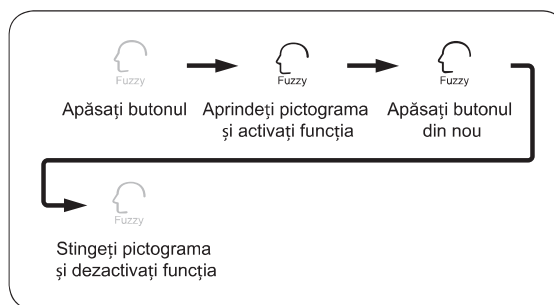 Fuzzy
Apăsați butonul
Fuzzy
Aprindeți pictograma
și activați funcția
Fuzzy
Apăsați butonul
din nou
Fuzzy
Stingeți pictograma
și dezactivați funcția